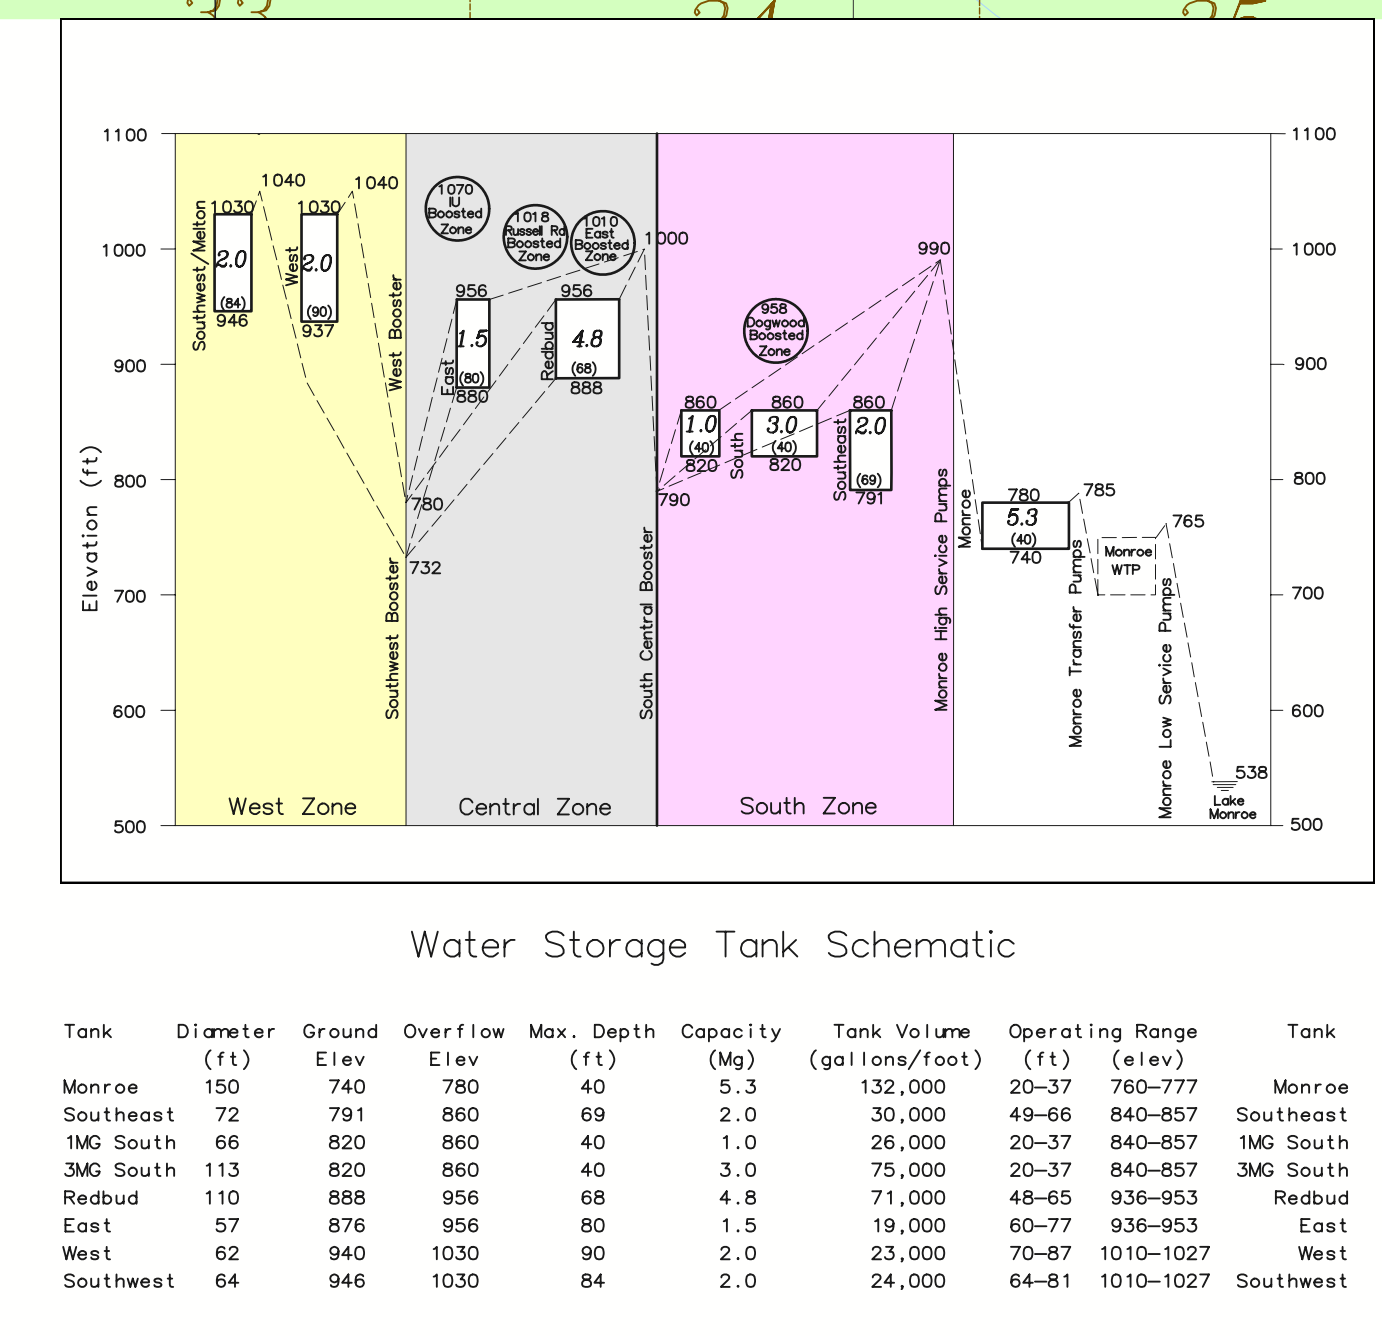 1100
1000
900
800
700
600
500
Elevation (ft)
Southwest/Melton
1030
1040
2.0
(84)
946
West
1030
1040
2.0
(90)
937
West Booster
Southwest Booster
West Zone
1070
IU
Boosted
Zone
1018
Russell Rd
Boosted
Zone
1010
East
Boosted
Zone
1000
East
956
1.5
(80)
880
Redbud
956
4.8
(68)
888
780
732
South Central Booster
Central Zone
958
Dogwood
Boosted
Zone
990
860
1.0
(40)
820
South
860
3.0
(40)
820
Southeast
860
2.0
(69)
791
790
Monroe High Service Pumps
South Zone
Monroe
780
5.3
(40)
740
785
Monroe Transfer Pumps
Monroe
WTP
765
Monroe Low Service Pumps
538
Lake
Monroe
1100
1000
900
800
700
600
500
Water Storage Tank Schematic
Tank Diameter Ground Overflow Max. Depth Capacity Tank Volume Operating Range Tank
(ft) Elev Elev (ft) (Mg) (gallons/foot) (ft) (elev)
Monroe 150 740 780 40 5.3 132,000 20–37 760–777 Monroe
Southeast 72 791 860 69 2.0 30,000 49–66 840–857 Southeast
1MG South 66 820 860 40 1.0 26,000 20–37 840–857 1MG South
3MG South 113 820 860 40 3.0 75,000 20–37 840–857 3MG South
Redbud 110 888 956 68 4.8 71,000 48–65 936–953 Redbud
East 57 876 956 80 1.5 19,000 60–77 936–953 East
West 62 940 1030 90 2.0 23,000 70–87 1010–1027 West
Southwest 64 946 1030 84 2.0 24,000 64–81 1010–1027 Southwest